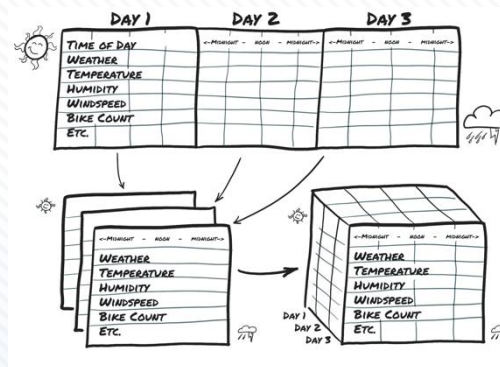 DAY 1 DAY 2 DAY 3
TIME OF DAY <-MIDNIGHT - NOON - MIDNIGHT-> <-MIDNIGHT - NOON - MIDNIGHT->
WEATHER
TEMPERATURE
HUMIDITY
WINDSPEED
BIKE COUNT
ETC.
<-MIDNIGHT - NOON - MIDNIGHT->
WEATHER
TEMPERATURE
HUMIDITY
WINDSPEED
BIKE COUNT
ETC.
<-MIDNIGHT - NOON - MIDNIGHT->
WEATHER
TEMPERATURE
HUMIDITY
WINDSPEED
BIKE COUNT
ETC.
DAY 1
DAY 2
DAY 3